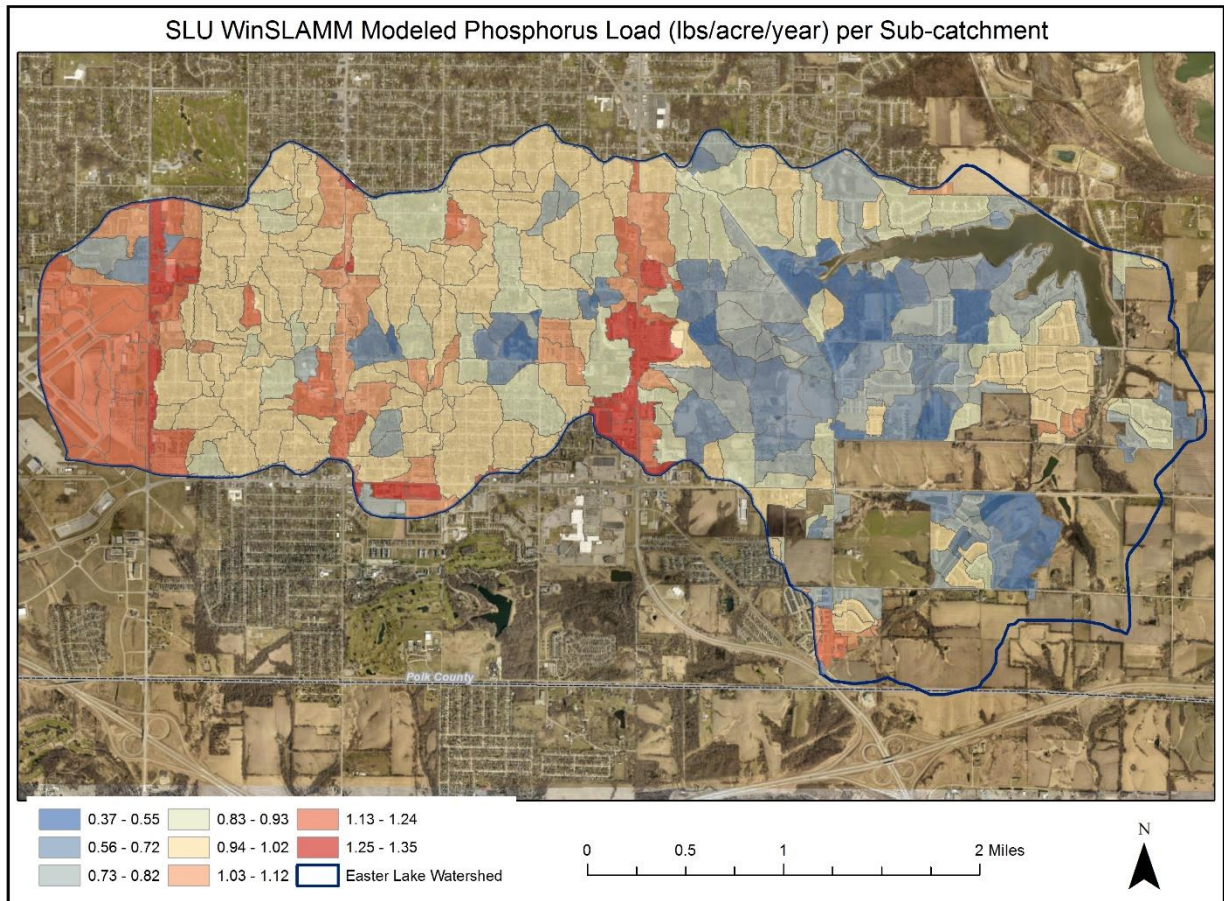 SLU WinSLAMM Modeled Phosphorus Load (lbs/acre/year) per Sub-catchment
Polk County
0.37 - 0.55
0.56 - 0.72
0.73 - 0.82
0.83 - 0.93
0.94 - 1.02
1.03 - 1.12
1.13 - 1.24
1.25 - 1.35
Easter Lake Watershed
0 0.5 1 2 Miles
N